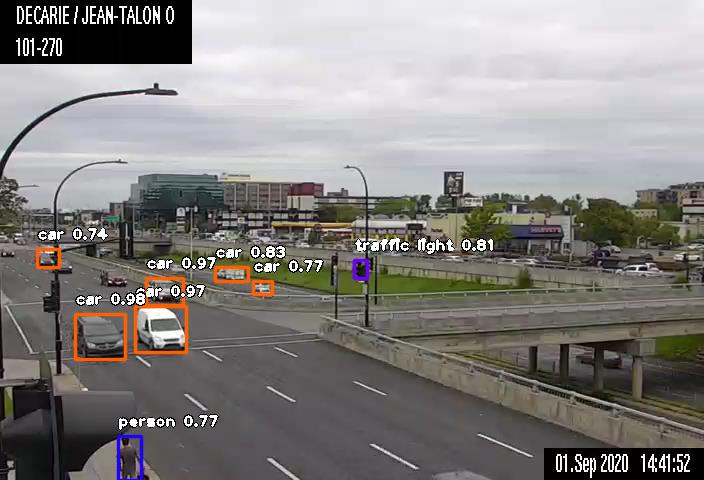 DECARIE / JEAN-TALON O
101-270
car 0.74
car 0.83
traffic light 0.81
car 0.97
car 0.77
car 0.98
car 0.97
person 0.77
01.Sep 2020 14:41:52